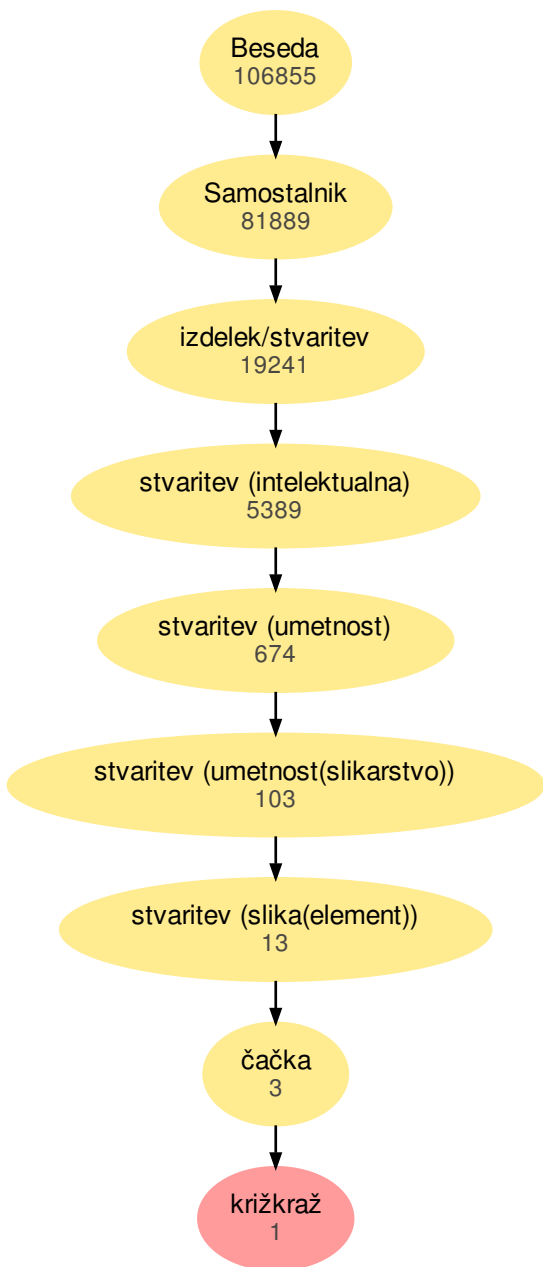 Beseda
106855
Samostalnik
81889
izdelek/stvaritev
19241
stvaritev (intelektualna)
5389
stvaritev (umetnost)
674
stvaritev (umetnost(slikarstvo))
103
stvaritev (slika(element))
13
čačka
3
križkraž
1